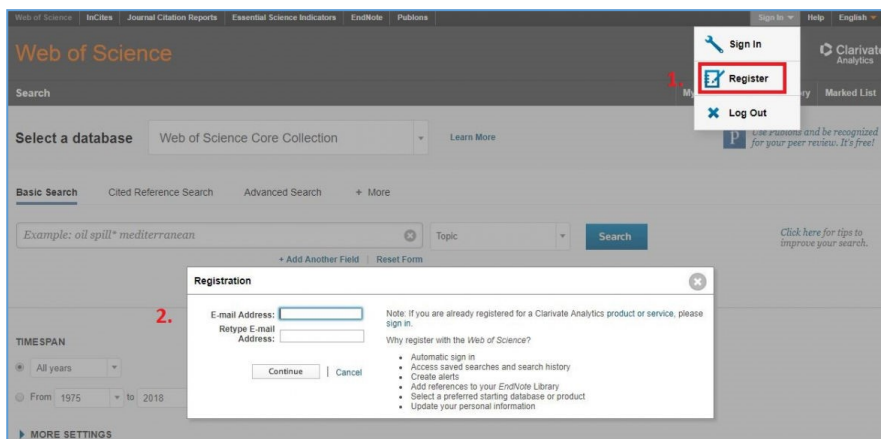 Web of Science InCites Journal Citation Reports Essential Science Indicators EndNote Publons Sign In Help English
Web of Science
Clarivate
Analytics
Sign In
1. Register
Log Out
Search My ry Marked List
Select a database Web of Science Core Collection Learn More
Use Publons and be recognized
for your peer review. It's free!
Basic Search Cited Reference Search Advanced Search + More
Example: oil spill* mediterranean Topic Search
Click here for tips to
improve your search.
+ Add Another Field | Reset Form
Registration
2.
E-mail Address:
Retype E-mail
Address:
Continue | Cancel
Note: If you are already registered for a Clarivate Analytics product or service, please
sign in.
Why register with the Web of Science?
• Automatic sign in
• Access saved searches and search history
• Create alerts
• Add references to your EndNote Library
• Select a preferred starting database or product
• Update your personal information
TIMESPAN
All years
From 1975 to 2018
MORE SETTINGS